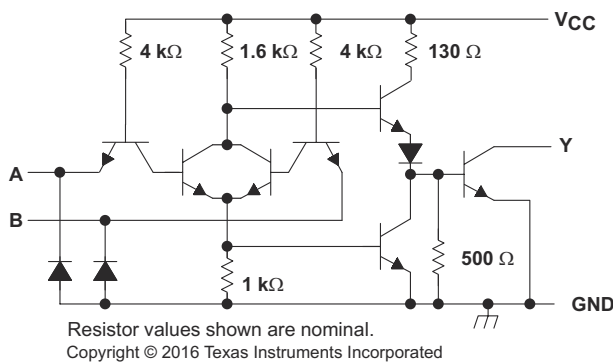 VCC
4 kΩ 1.6 kΩ 4 kΩ 130 Ω
Y
A
B
1 kΩ 500 Ω
GND
Resistor values shown are nominal.
Copyright © 2016 Texas Instruments Incorporated